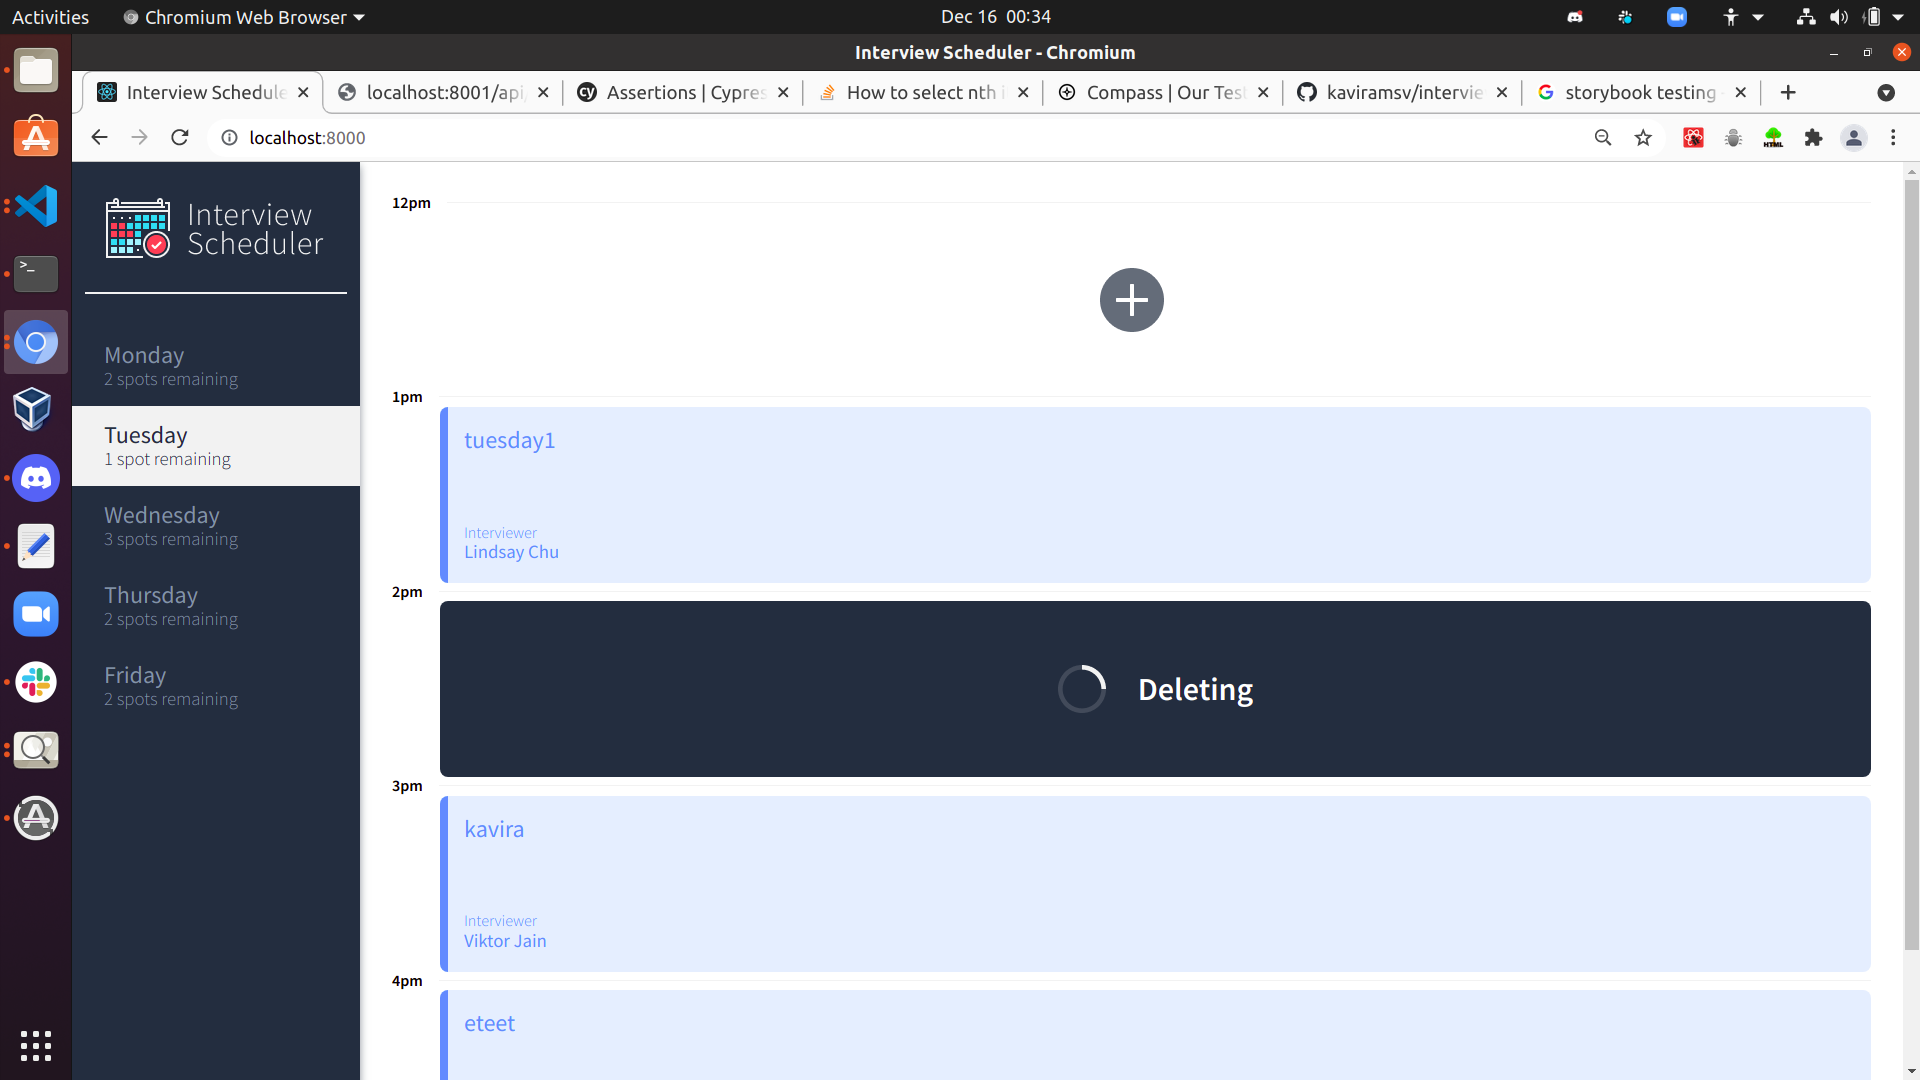 Activities
Chromium Web Browser
Dec 16 00:34
Interview Scheduler - Chromium
Interview Schedule
localhost:8001/api/
Assertions | Cypres
How to select nth i
Compass | Our Test
kaviramsv/intervie
storybook testing
localhost:8000
HTML
Interview
Scheduler
Monday
2 spots remaining
Tuesday
1 spot remaining
Wednesday
3 spots remaining
Thursday
2 spots remaining
Friday
2 spots remaining
12pm
1pm
tuesday1
Interviewer
Lindsay Chu
2pm
Deleting
3pm
kavira
Interviewer
Viktor Jain
4pm
eteet